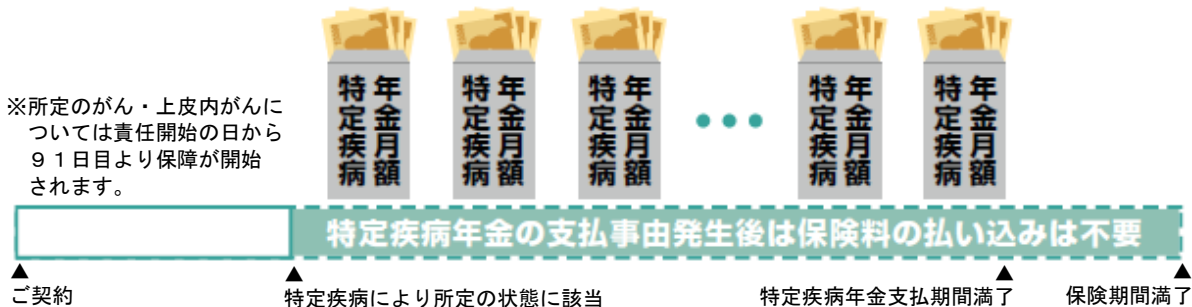 特定疾病
年金月額
特定疾病
年金月額
特定疾病
年金月額
特定疾病
年金月額
特定疾病
年金月額
※所定のがん・上皮内がんに
ついては責任開始の日から
９１日目より保障が開始
されます。
特定疾病年金の支払事由発生後は保険料の払い込みは不要
▲
ご契約
▲
特定疾病により所定の状態に該当
▲
特定疾病年金支払期間満了
▲
保険期間満了